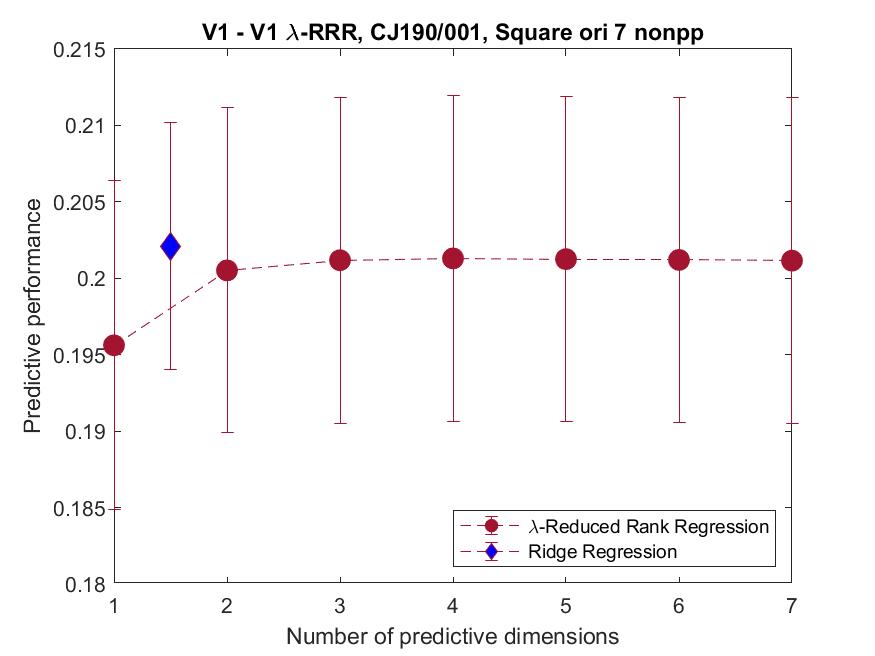 V1 - V1 λ-RRR, CJ190/001, Square ori 7 nonpp
0.215
0.21
0.205
0.2
0.195
0.19
0.185
0.18
Predictive performance
1 2 3 4 5 6 7
Number of predictive dimensions
λ-Reduced Rank Regression
Ridge Regression